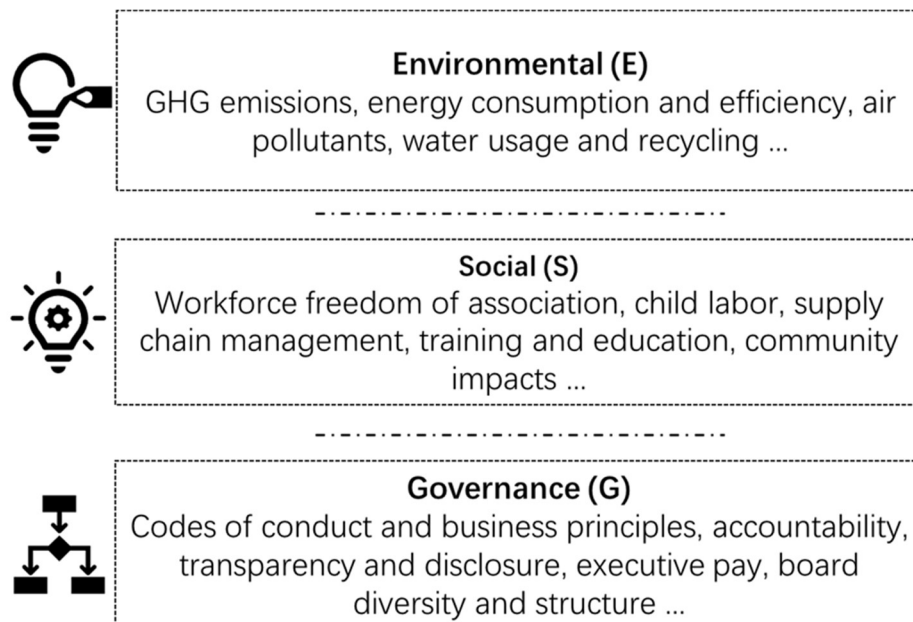 Environmental (E)
GHG emissions, energy consumption and efficiency, air
pollutants, water usage and recycling ...
Social (S)
Workforce freedom of association, child labor, supply
chain management, training and education, community
impacts ...
Governance (G)
Codes of conduct and business principles, accountability,
transparency and disclosure, executive pay, board
diversity and structure ...